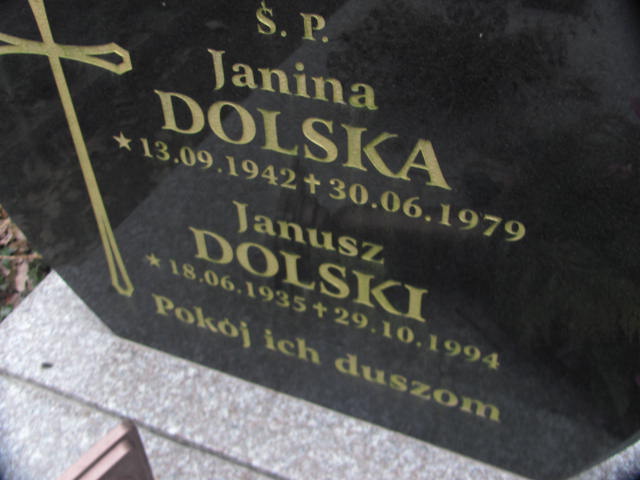 Ś. P.
Janina
DOLSKA
★ 13.09.1942 ✝ 30.06.1979
Janusz
DOLSKI
★ 18.06.1935 ✝ 29.10.1994
Pokój ich duszom